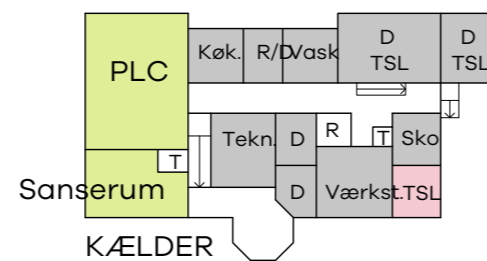 PLC
Køk.
R/D
Vask
D
TSL
D
TSL
Tekn.
D
R
T
Sko
T
Sanserum
D
Værkst.
TSL
KÆLDER